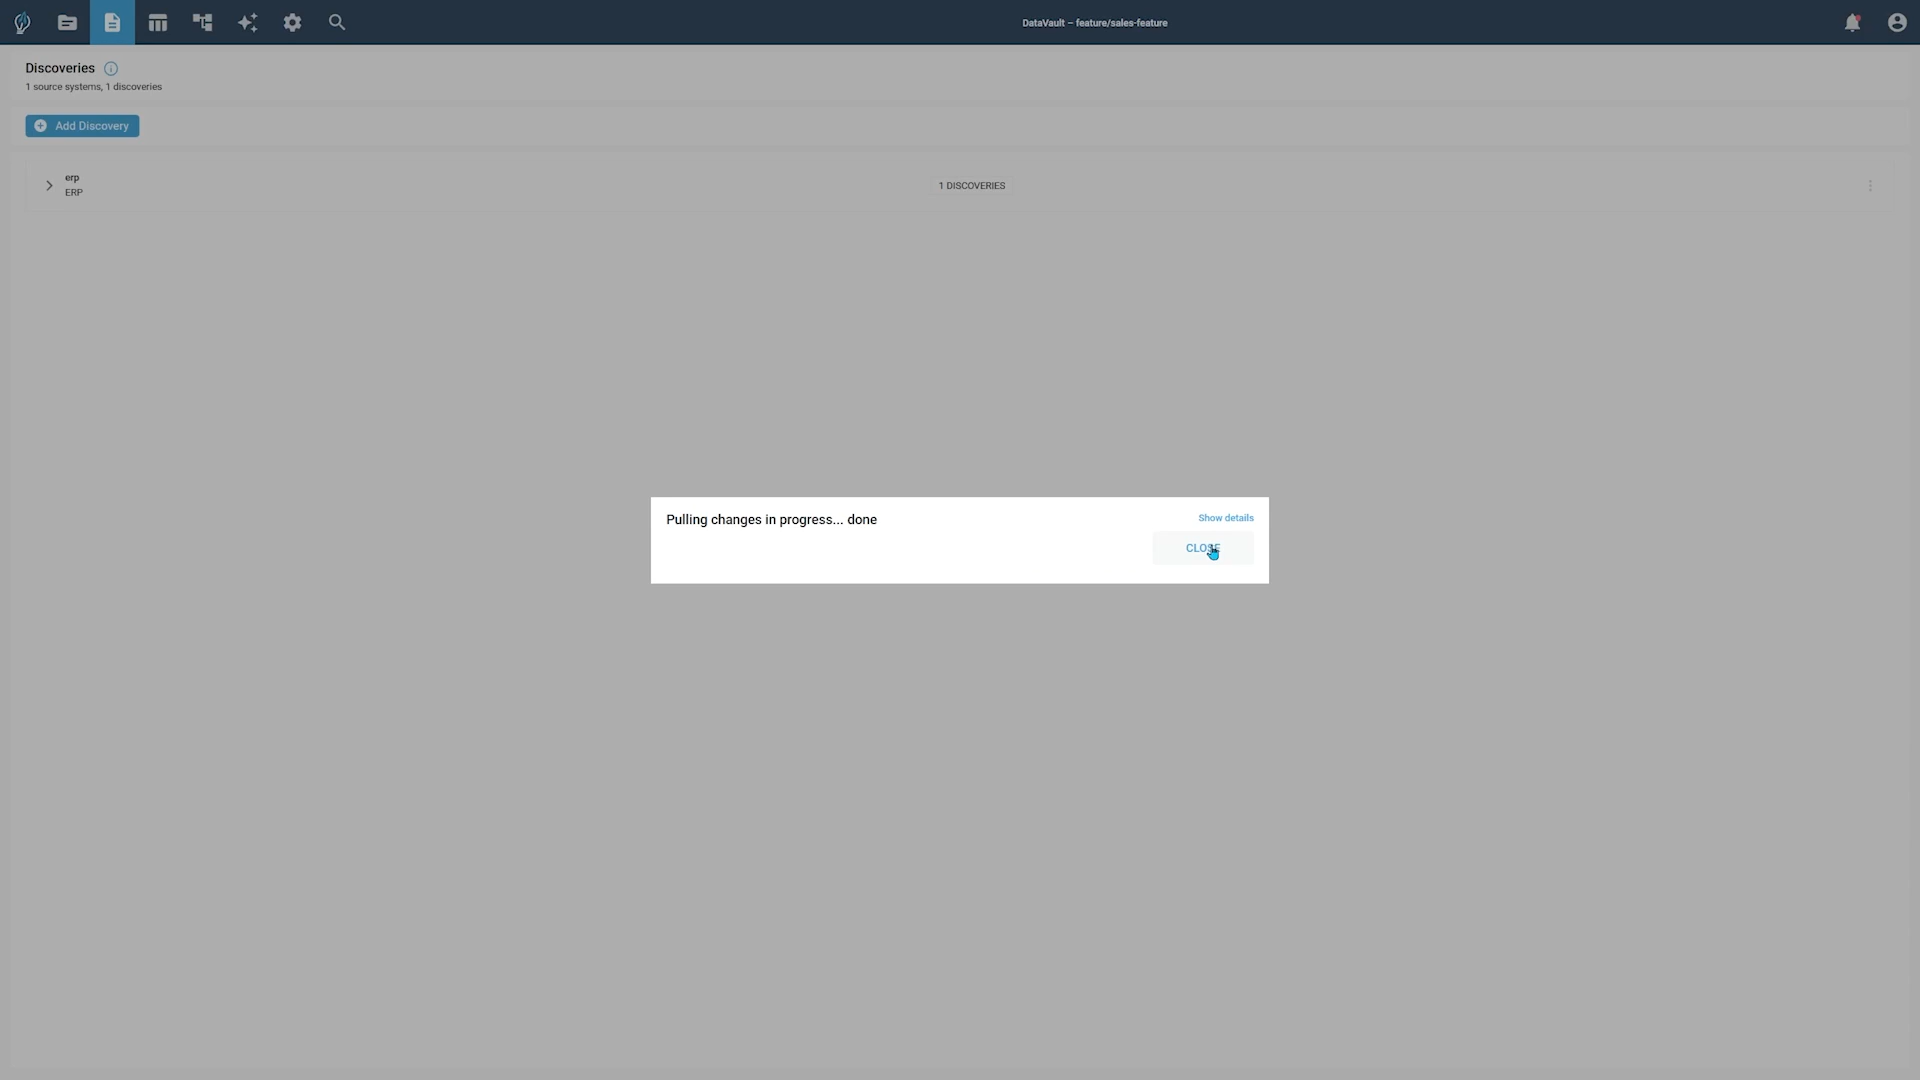 DataVault – feature/sales-feature
Discoveries
1 source systems, 1 discoveries
Add Discovery
erp
ERP
1 DISCOVERIES
Pulling changes in progress... done
Show details
CLOSE